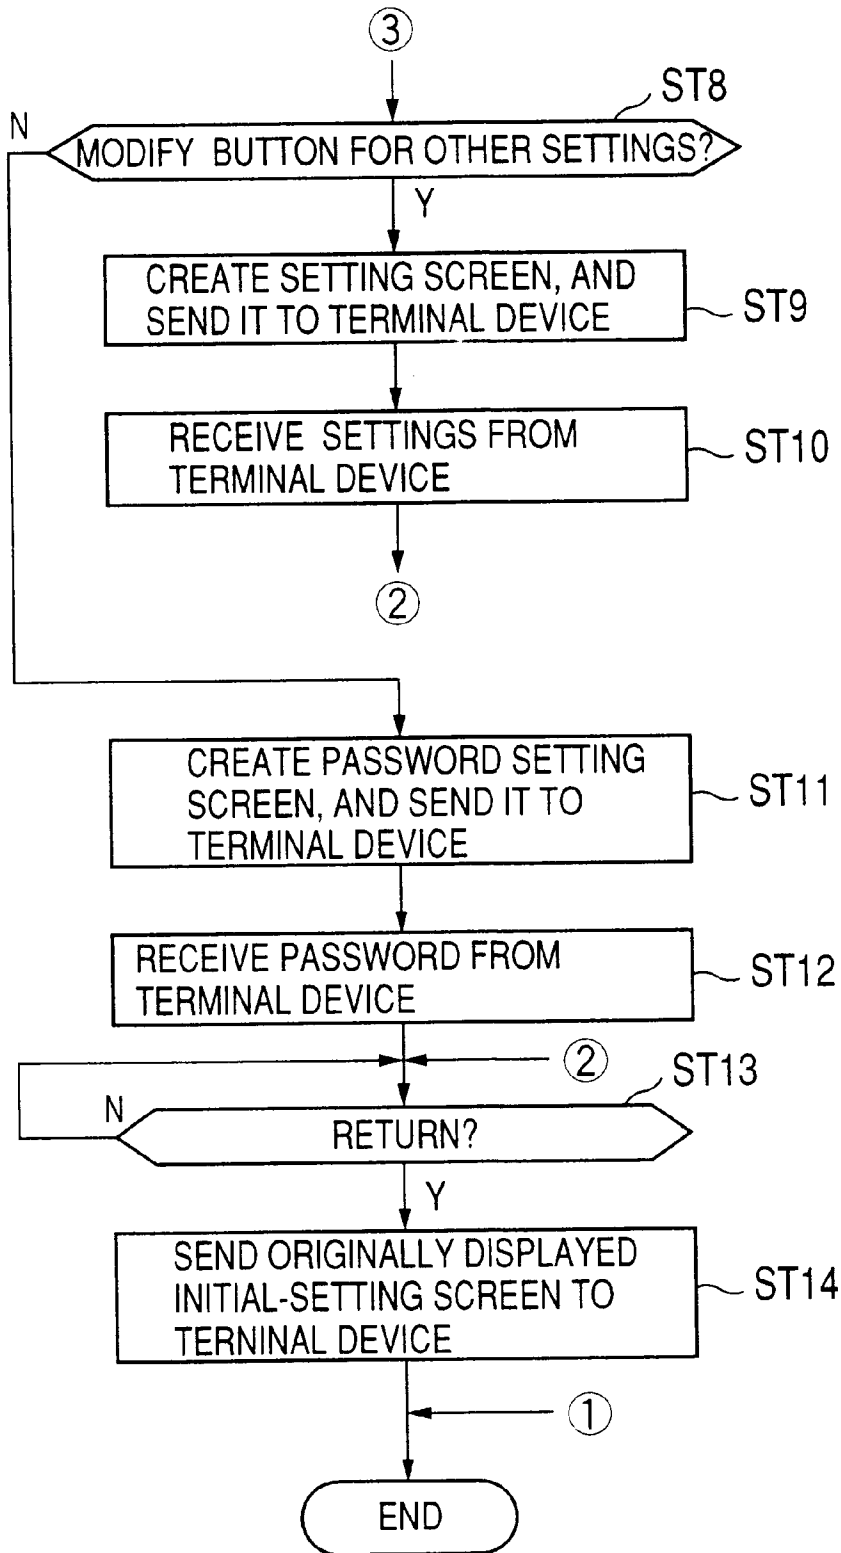 ③
ST8
N
MODIFY BUTTON FOR OTHER SETTINGS?
Y
CREATE SETTING SCREEN, AND
SEND IT TO TERMINAL DEVICE
ST9
RECEIVE SETTINGS FROM
TERMINAL DEVICE
ST10
②
CREATE PASSWORD SETTING
SCREEN, AND SEND IT TO
TERMINAL DEVICE
ST11
RECEIVE PASSWORD FROM
TERMINAL DEVICE
ST12
②
ST13
N
RETURN?
Y
SEND ORIGINALLY DISPLAYED
INITIAL-SETTING SCREEN TO
TERNINAL DEVICE
ST14
①
END